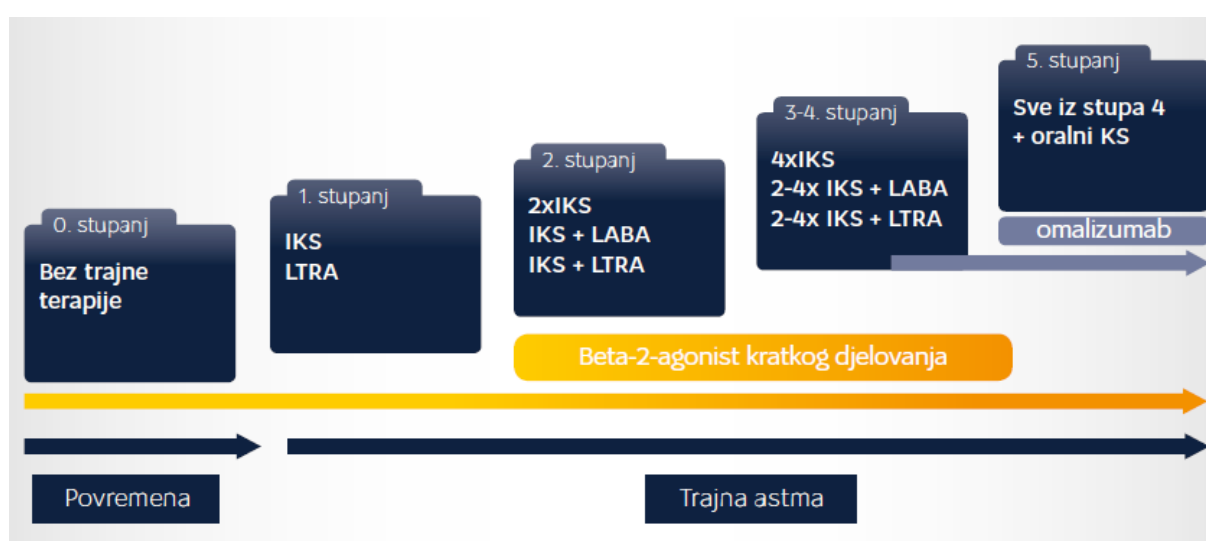 0. stupanj
Bez trajne
terapije
1. stupanj
IKS
LTRA
2. stupanj
2xIKS
IKS + LABA
IKS + LTRA
3-4. stupanj
4xIKS
2-4x IKS + LABA
2-4x IKS + LTRA
5. stupanj
Sve iz stupa 4
+ oralni KS
omalizumab
Beta-2-agonist kratkog djelovanja
Povremena
Trajna astma